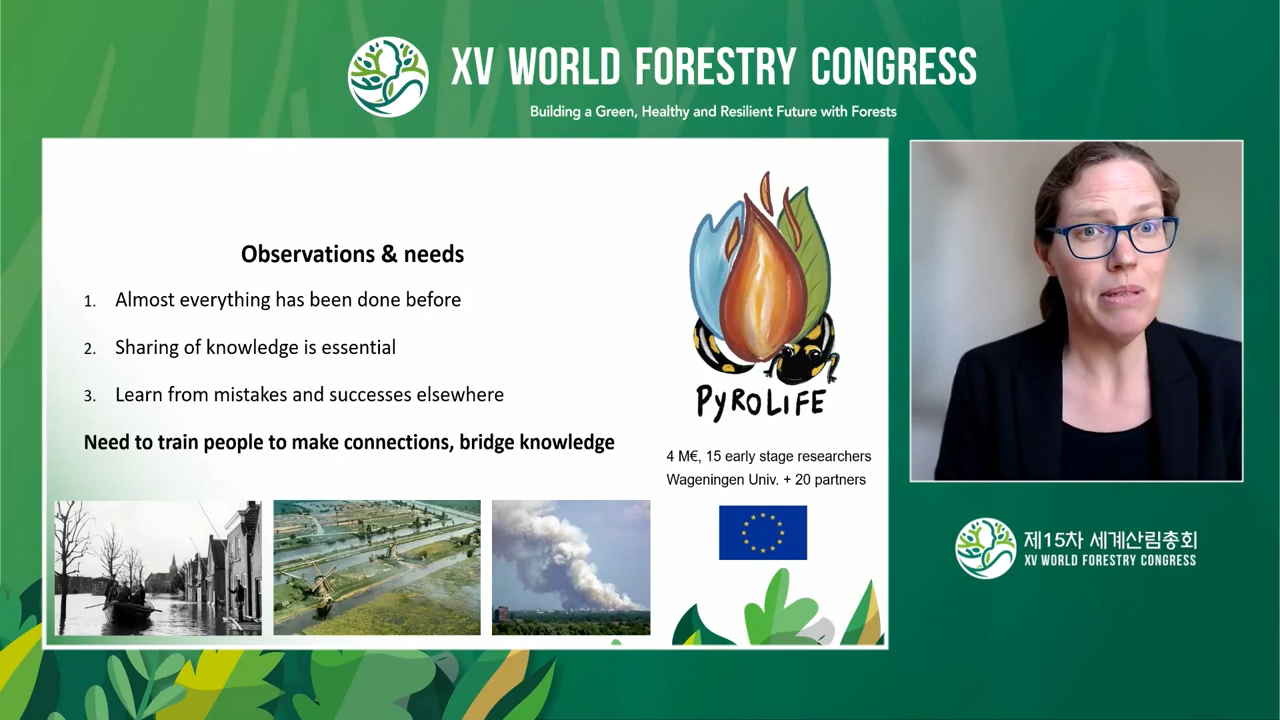 XV WORLD FORESTRY CONGRESS
Building a Green, Healthy and Resilient Future with Forests
Observations & needs
1. Almost everything has been done before
2. Sharing of knowledge is essential
3. Learn from mistakes and successes elsewhere
Need to train people to make connections, bridge knowledge
PyROLIFE
4 M€, 15 early stage researchers
Wageningen Univ. + 20 partners
제15차 세계산림총회
XV WORLD FORESTRY CONGRESS